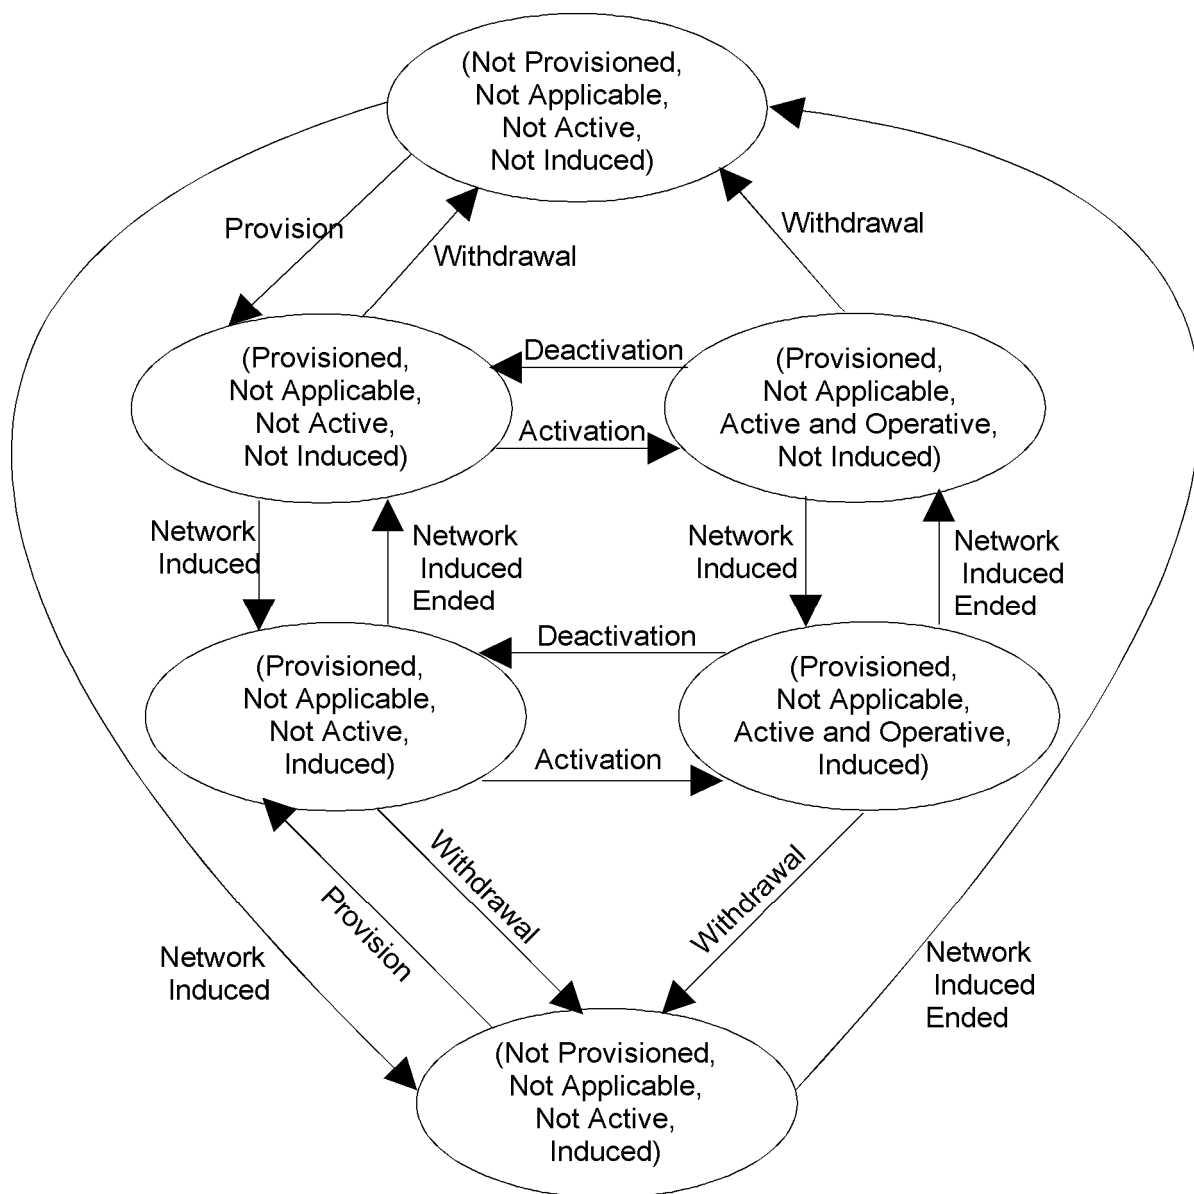 (Not Provisioned,
Not Applicable,
Not Active,
Not Induced)
Provision
Withdrawal
Withdrawal
(Provisioned,
Not Applicable,
Not Active,
Not Induced)
Deactivation
Activation
(Provisioned,
Not Applicable,
Active and Operative,
Not Induced)
Network
Induced
Network
Induced
Ended
Network
Induced
Network
Induced
Ended
(Provisioned,
Not Applicable,
Not Active,
Induced)
Deactivation
Activation
(Provisioned,
Not Applicable,
Active and Operative,
Induced)
Provision
Withdrawal
Withdrawal
Network
Induced
Network
Induced
Ended
(Not Provisioned,
Not Applicable,
Not Active,
Induced)